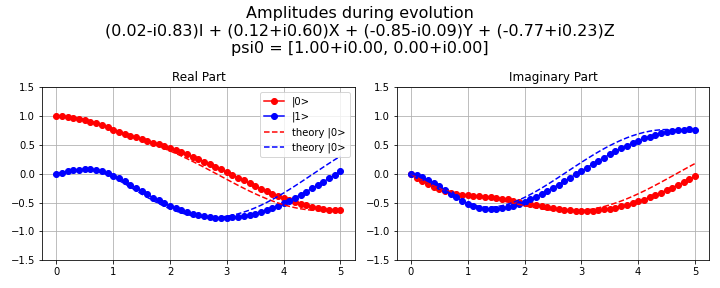 Amplitudes during evolution
(0.02-i0.83)I + (0.12+i0.60)X + (-0.85-i0.09)Y + (-0.77+i0.23)Z
psi0 = [1.00+i0.00, 0.00+i0.00]
Real Part
1.5
1.0
0.5
0.0
−0.5
−1.0
−1.5
0 1 2 3 4 5
|0>
|1>
theory |0>
theory |0>
Imaginary Part
1.5
1.0
0.5
0.0
−0.5
−1.0
−1.5
0 1 2 3 4 5